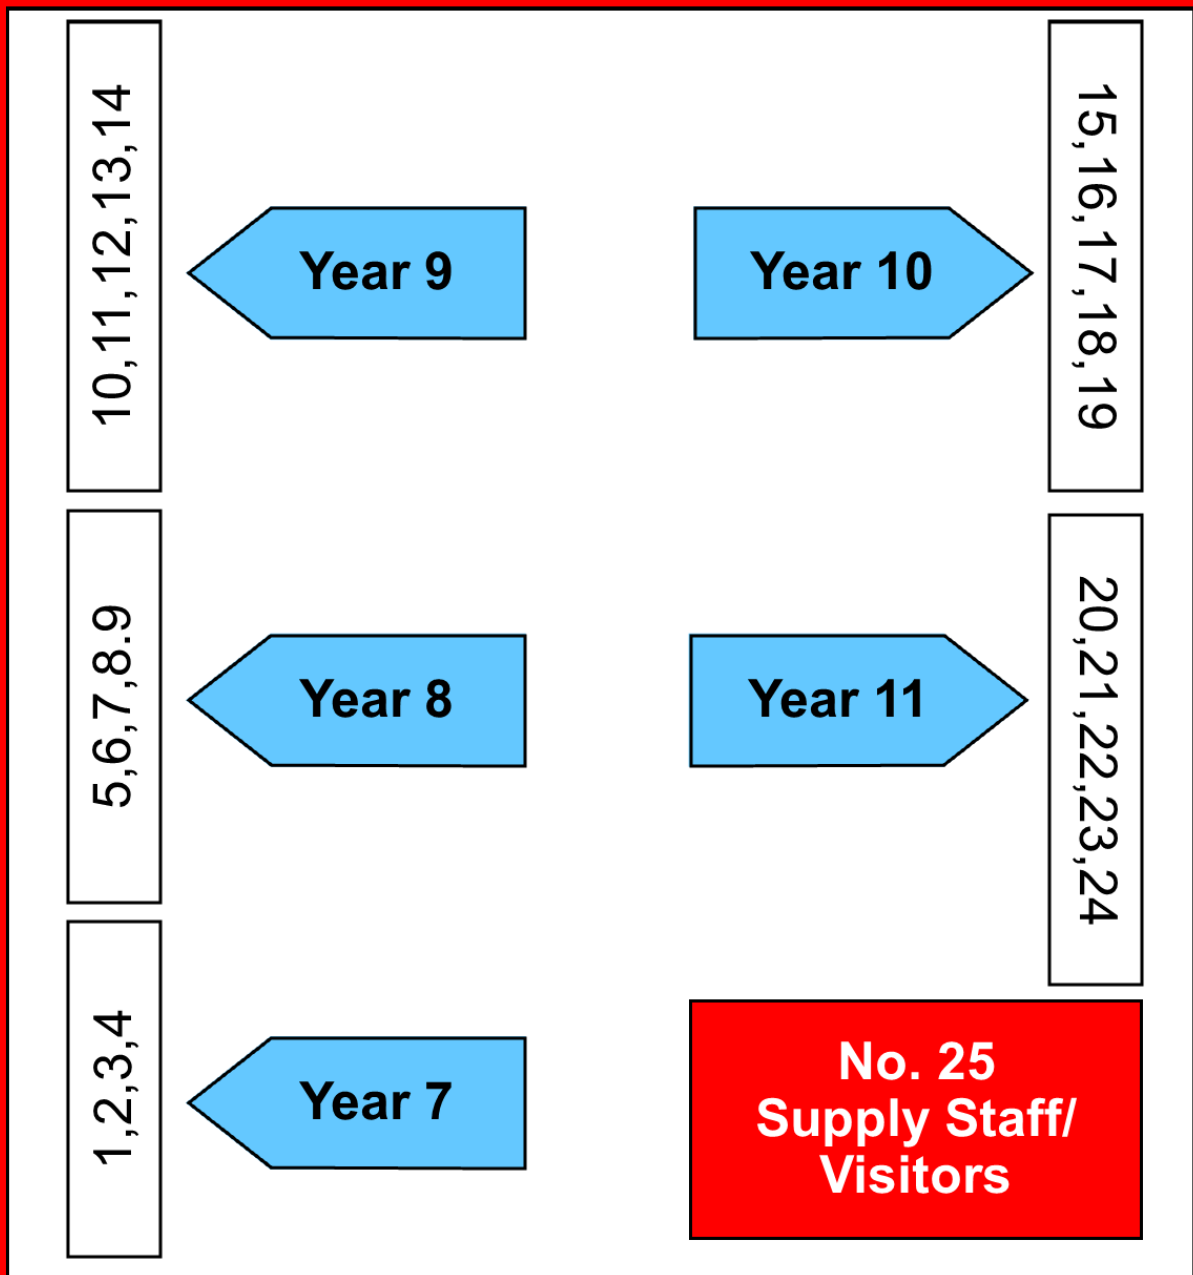 10,11,12,13,14
Year 9
Year 10
15,16,17,18,19
5,6,7,8.9
Year 8
Year 11
20,21,22,23,24
1,2,3,4
Year 7
No. 25
Supply Staff/
Visitors